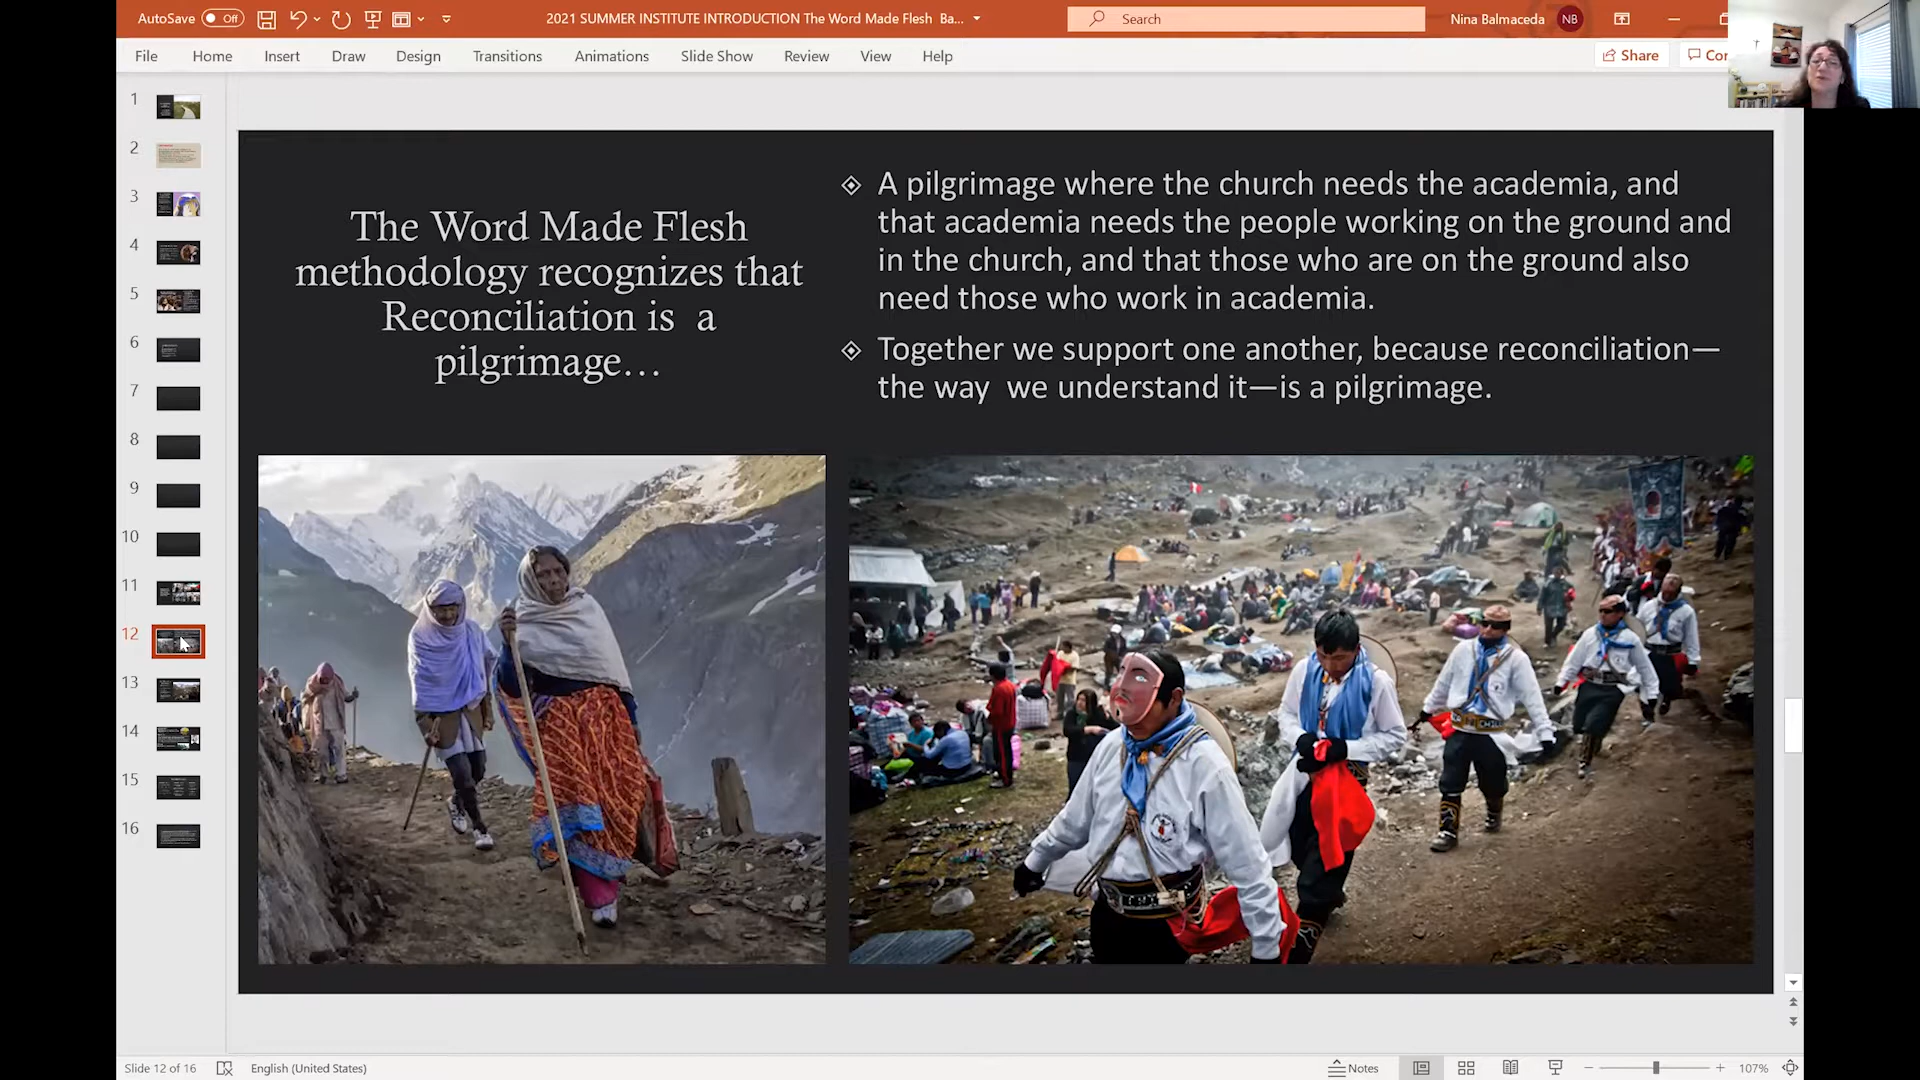 AutoSave Off
2021 SUMMER INSTITUTE INTRODUCTION The Word Made Flesh Ba...
Search
Nina Balmaceda NB
File Home Insert Draw Design Transitions Animations Slide Show Review View Help
Share
1
2
3
4
5
6
7
8
9
10
11
12
13
14
15
16
The Word Made Flesh
methodology recognizes that
Reconciliation is a
pilgrimage…
A pilgrimage where the church needs the academia, and
that academia needs the people working on the ground and
in the church, and that those who are on the ground also
need those who work in academia.
Together we support one another, because reconciliation—
the way we understand it—is a pilgrimage.
Slide 12 of 16 English (United States)
Notes
107%